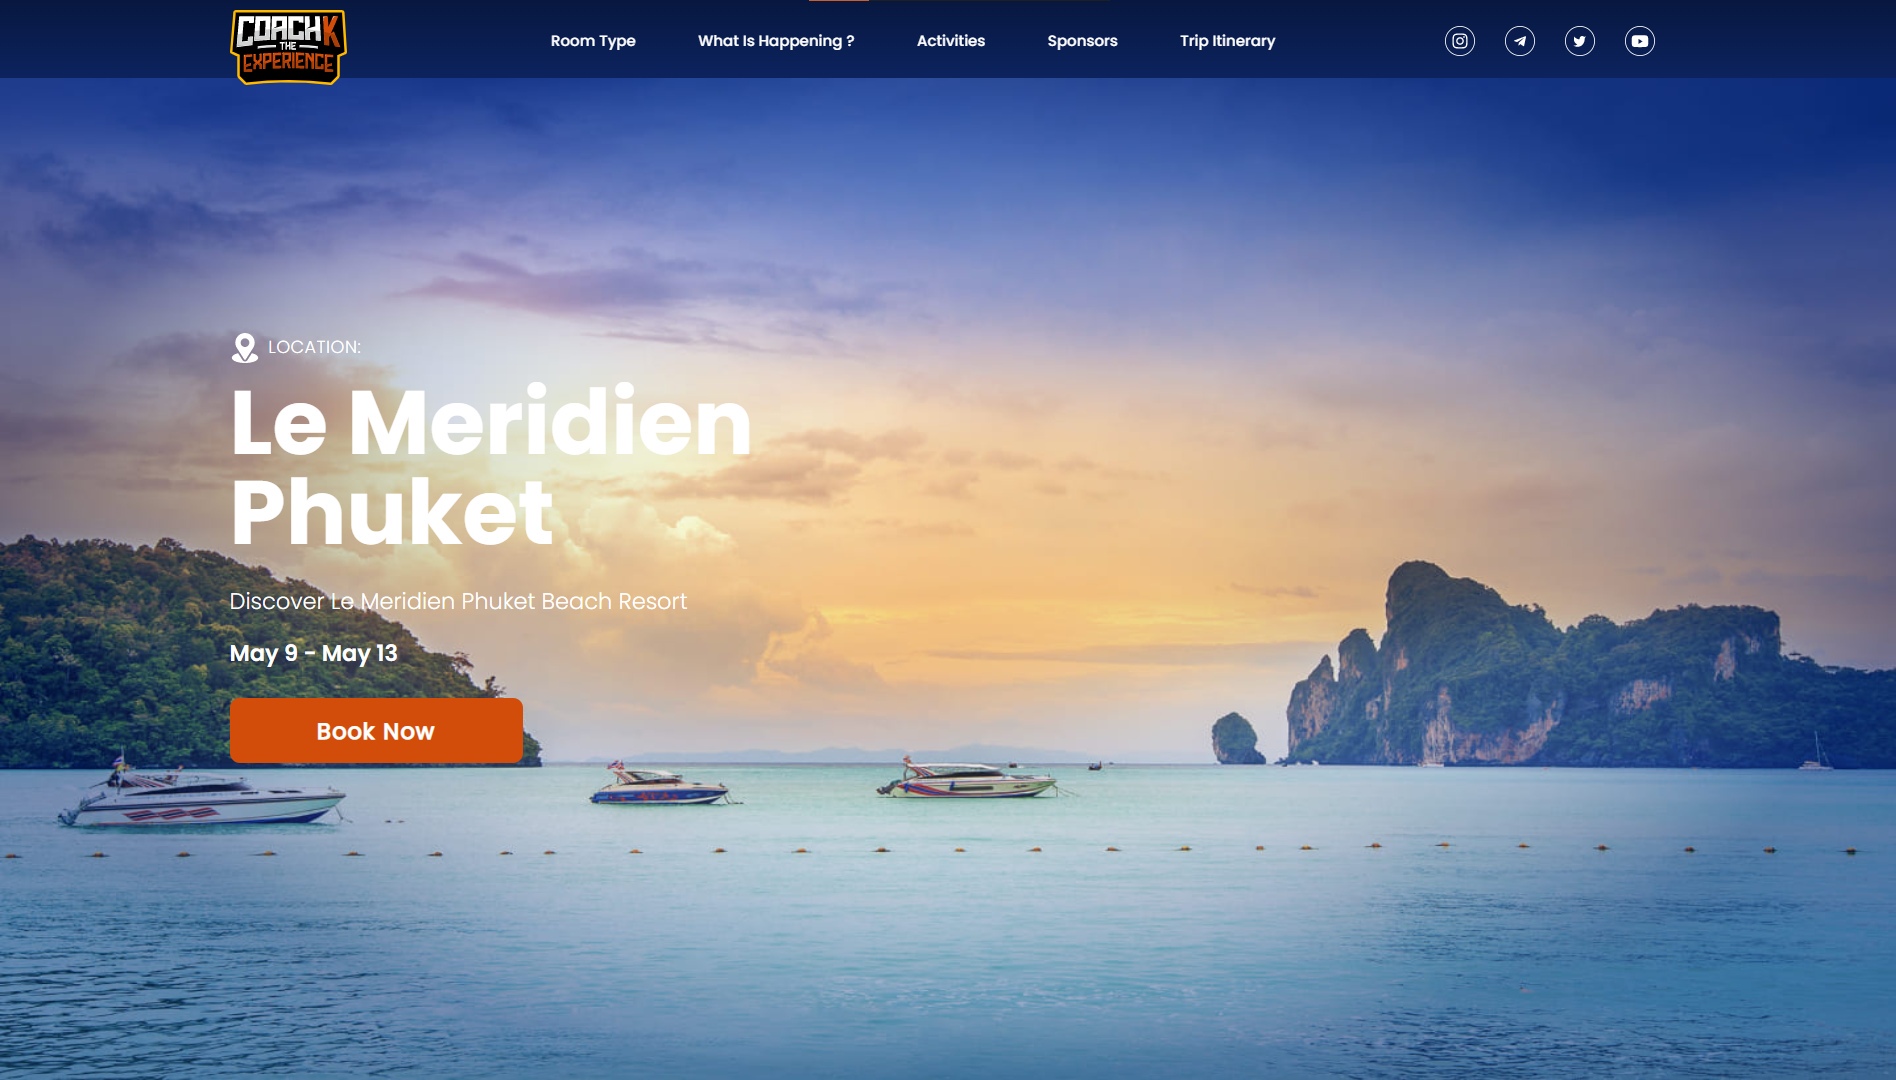 COACHK
THE
EXPERIENCE
Room Type
What Is Happening ?
Activities
Sponsors
Trip Itinerary
LOCATION:
Le Meridien
Phuket
Discover Le Meridien Phuket Beach Resort
May 9 - May 13
Book Now